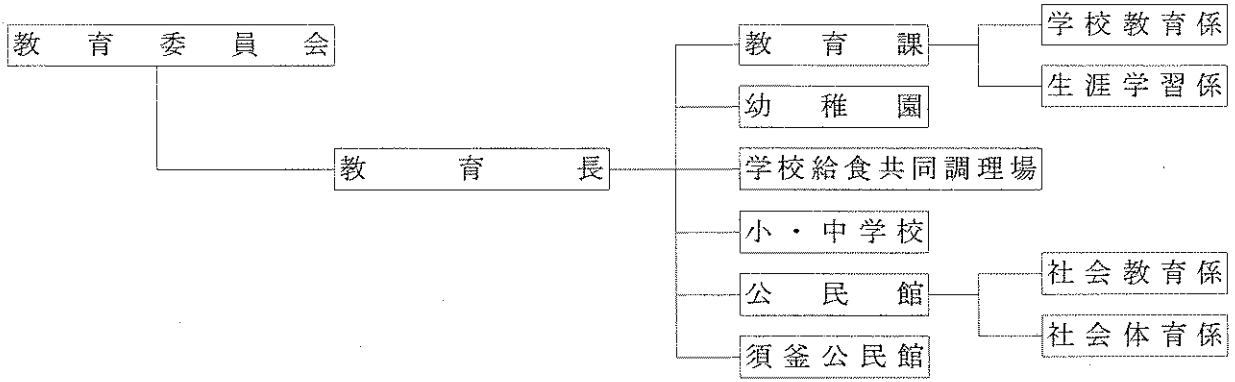 教育委員会
教育長
教育課
学校教育係
生涯学習係
幼稚園
学校給食共同調理場
小・中学校
公民館
社会教育係
社会体育係
須釜公民館